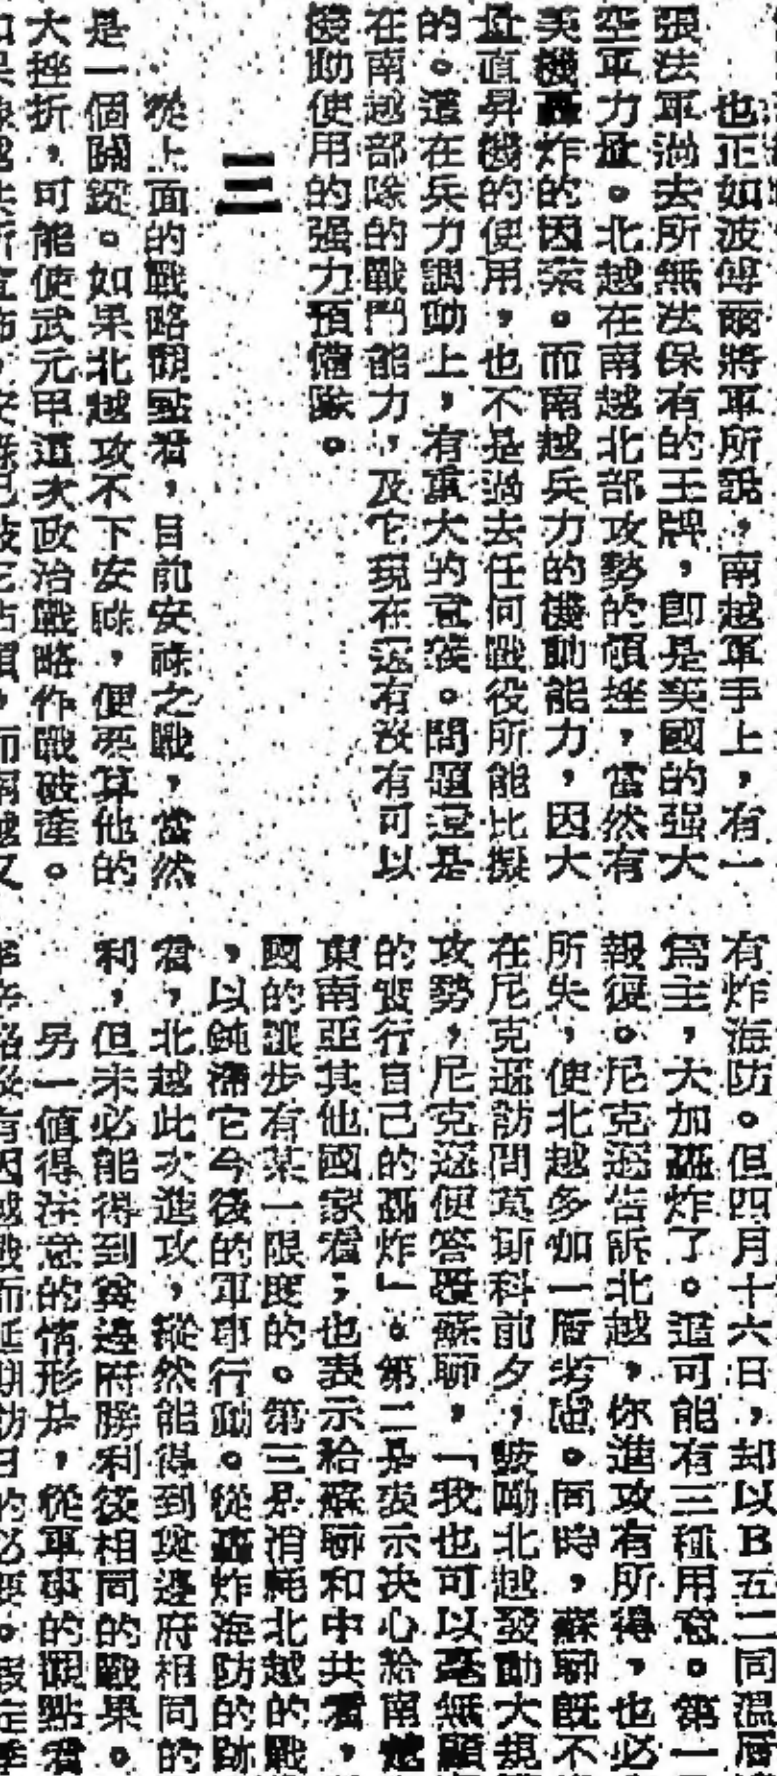 也正如波傅爾將軍所說，南越軍手上，有一
張法軍過去所無法保有的王牌，即是美國的强大
空軍力量。北越在南越北部攻勢的頓挫，當然有
美機轟炸的因素。而南越兵力的機動能力，因大
量直昇機的使用，也不是過去任何戰役所能比擬
的。這在兵力調動上，有重大的意義。問題還是
在南越部隊的戰鬥能力，及它現在還有沒有可以
機動使用的强力預備隊。
三
從上面的戰略觀點看，目前安祿之戰，當然
是一個關鍵。如果北越攻不下安祿，便要算他的
大挫折，可能使武元甲這次政治戰略作戰破產。
有炸海防。但四月十六日，却以B五二同溫層
爲主，大加轟炸了。這可能有三種用意。第一
報復。尼克遜告訴北越，你進攻有所得，也必
所失，使北越多加一層考慮。同時，蘇聯旣不
在尼克遜訪問莫斯科前夕，鼓勵北越發動大規
攻勢，尼克遜便答覆蘇聯，「我也可以毫無顧
的實行自己的轟炸」。第二是表示决心給南越
東南亞其他國家看；也表示給蘇聯和中共看，
國的讓步有某一限度的。第三是消耗北越的戰
，以鈍滯它今後的軍事行動。從轟炸海防的跡
看，北越此次進攻，縱然能得到奠邊府相同的
利，但未必能得到奠邊府勝利後相同的戰果。
另一值得注意的情形是，從軍事的觀點看